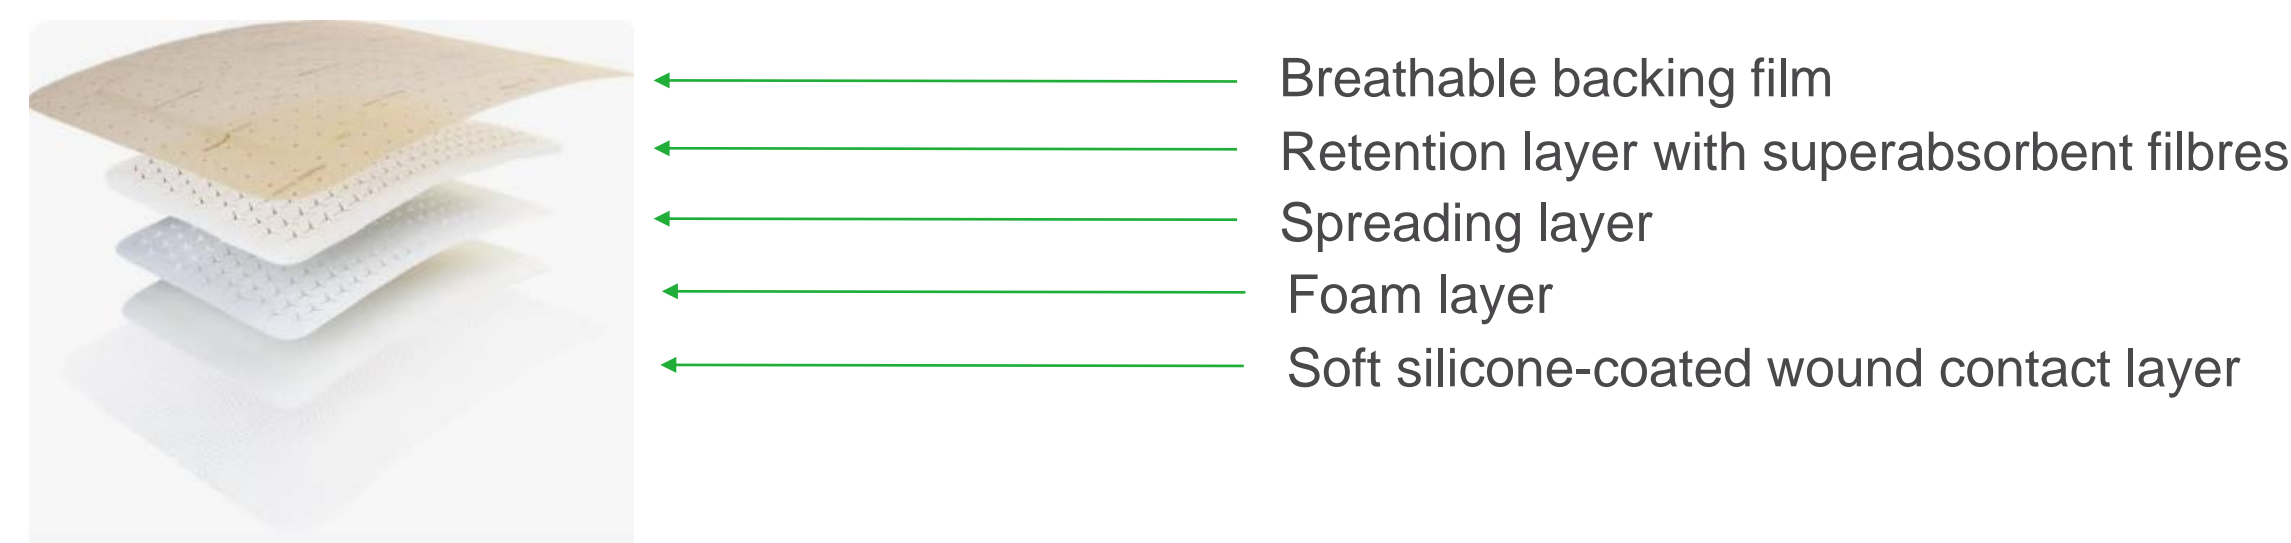 Breathable backing film
Retention layer with superabsorbent filbres
Spreading layer
Foam layer
Soft silicone-coated wound contact layer